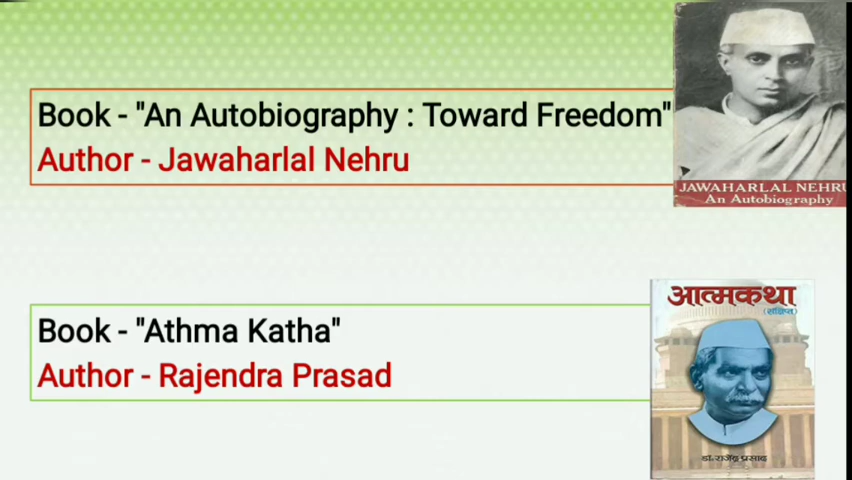 Book - "An Autobiography : Toward Freedom"
Author - Jawaharlal Nehru
JAWAHARLAL NEHRU
An Autobiography
आत्मकथा
(संक्षिप्त)
Book - "Athma Katha"
Author - Rajendra Prasad
डॉ. राजेंद्र प्रसाद